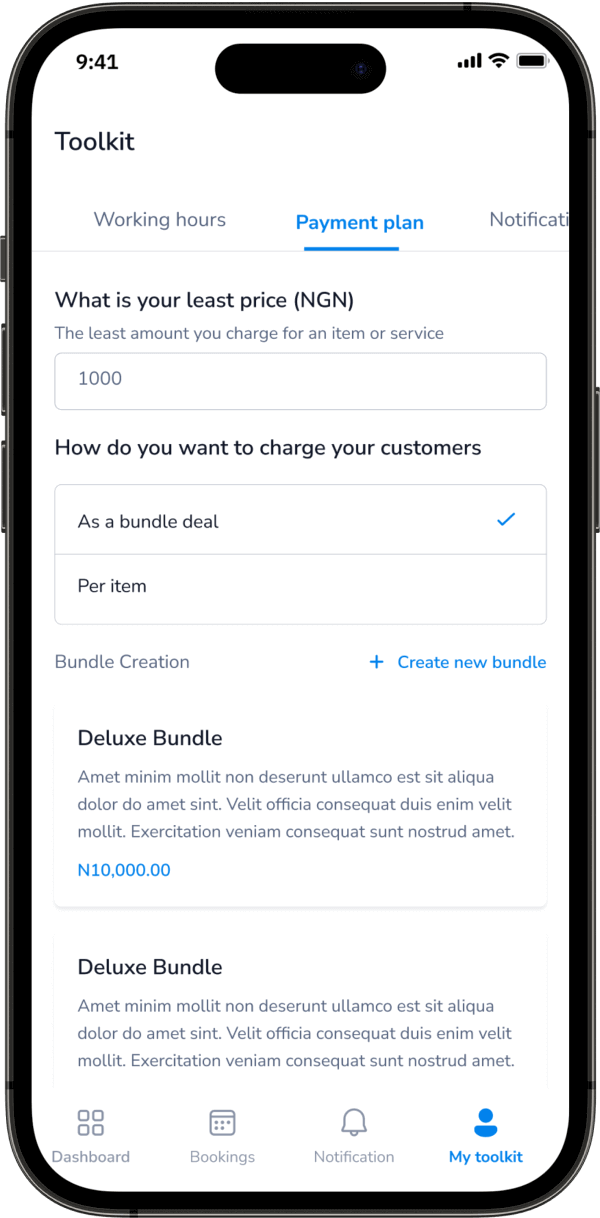 9:41
Toolkit
Working hours
Payment plan
Notificati
What is your least price (NGN)
The least amount you charge for an item or service
1000
How do you want to charge your customers
As a bundle deal
Per item
Bundle Creation
+ Create new bundle
Deluxe Bundle
Amet minim mollit non deserunt ullamco est sit aliqua
dolor do amet sint. Velit officia consequat duis enim velit
mollit. Exercitation veniam consequat sunt nostrud amet.
N10,000.00
Deluxe Bundle
Amet minim mollit non deserunt ullamco est sit aliqua
dolor do amet sint. Velit officia consequat duis enim velit
mollit. Exercitation veniam consequat sunt nostrud amet.
Dashboard
Bookings
Notification
My toolkit